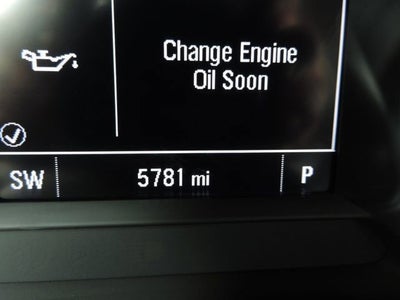 Change Engine
Oil Soon
SW 5781 mi P